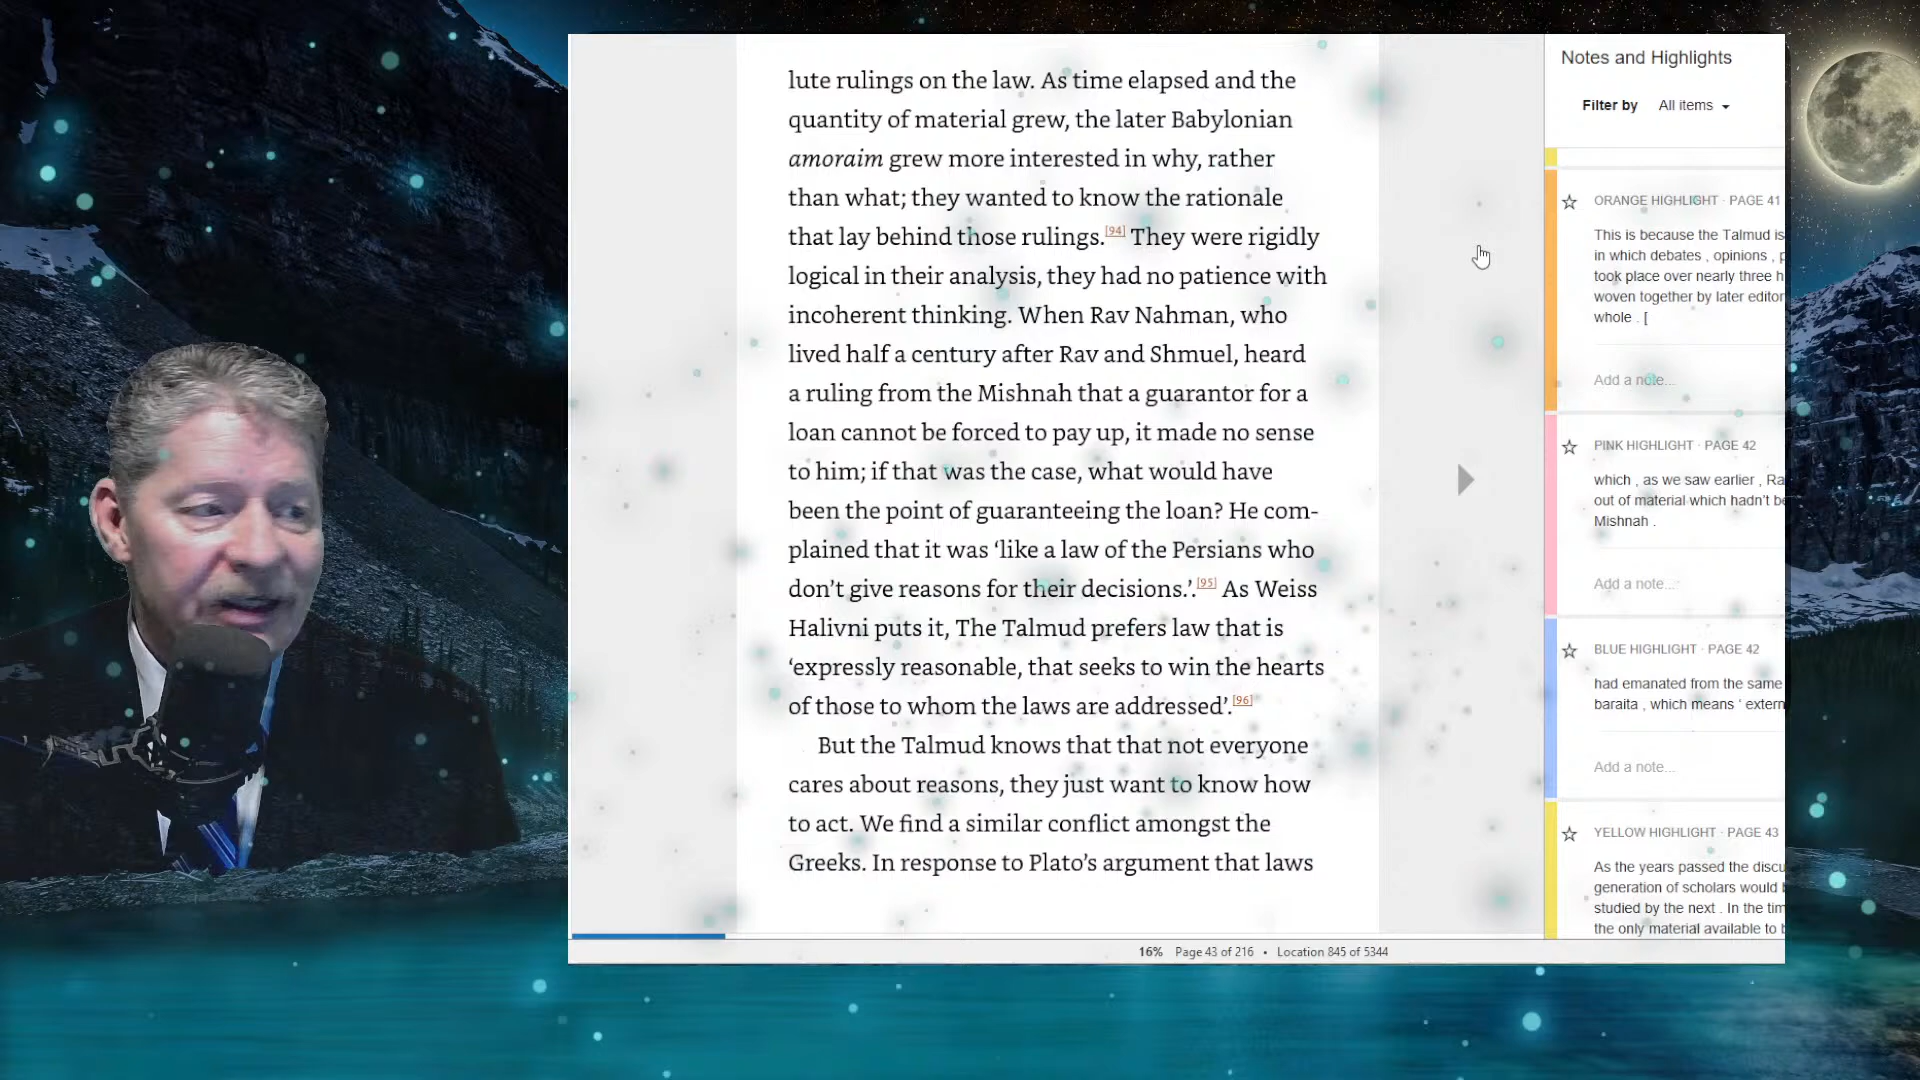 lute rulings on the law. As time elapsed and the
quantity of material grew, the later Babylonian
amoraim grew more interested in why, rather
than what; they wanted to know the rationale
that lay behind those rulings.[94] They were rigidly
logical in their analysis, they had no patience with
incoherent thinking. When Rav Nahman, who
lived half a century after Rav and Shmuel, heard
a ruling from the Mishnah that a guarantor for a
loan cannot be forced to pay up, it made no sense
to him; if that was the case, what would have
been the point of guaranteeing the loan? He com-
plained that it was ‘like a law of the Persians who
don’t give reasons for their decisions.’.[95] As Weiss
Halivni puts it, The Talmud prefers law that is
‘expressly reasonable, that seeks to win the hearts
of those to whom the laws are addressed’.[96]
But the Talmud knows that that not everyone
cares about reasons, they just want to know how
to act. We find a similar conflict amongst the
Greeks. In response to Plato’s argument that laws
16% Page 43 of 216 • Location 845 of 5344
Notes and Highlights
Filter by All items
ORANGE HIGHLIGHT · PAGE 41
This is because the Talmud is
in which debates , opinions ,
took place over nearly three
woven together by later editor
whole . [
Add a note...
PINK HIGHLIGHT · PAGE 42
which , as we saw earlier , Ra
out of material which hadn't be
Mishnah .
Add a note...
BLUE HIGHLIGHT · PAGE 42
had emanated from the same
baraita , which means ' extern
Add a note...
YELLOW HIGHLIGHT · PAGE 43
As the years passed the discu
generation of scholars would
studied by the next . In the tim
the only material available to